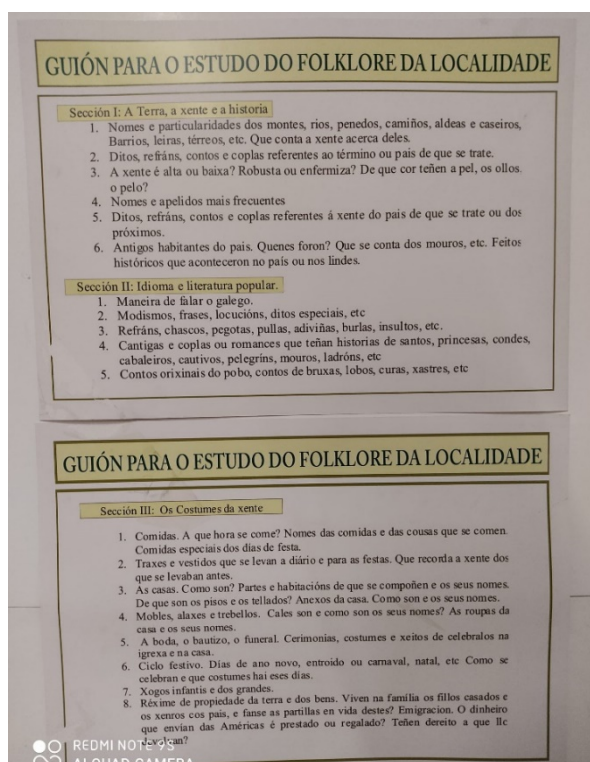 GUIÓN PARA O ESTUDO DO FOLKLORE DA LOCALIDADE
Sección I: A Terra, a xente e a historia
1. Nomes e particularidades dos montes, rios, penedos, camiños, aldeas e caseiros,
Barrios, leiras, térreos, etc. Que conta a xente acerca deles.
2. Ditos, refráns, contos e coplas referentes ao término ou pais de que se trate.
3. A xente é alta ou baixa? Robusta ou enfermiza? De que cor teñen a pel, os ollos.
o pelo?
4. Nomes e apelidos mais frecuentes
5. Ditos, refráns, contos e coplas referentes á xente do pais de que se trate ou dos
próximos.
6. Antigos habitantes do pais. Quenes foron? Que se conta dos mouros, etc. Feitos
históricos que aconteceron no país ou nos lindes.
Sección II: Idioma e literatura popular.
1. Maneira de falar o galego.
2. Modismos, frases, locucións, ditos especiais, etc
3. Refráns, chascos, pegotas, pullas, adiviñas, burlas, insultos, etc.
4. Cantigas e coplas ou romances que teñan historias de santos, princesas, condes,
cabaleiros, cautivos, pelegríns, mouros, ladróns, etc
5. Contos orixinais do pobo, contos de bruxas, lobos, curas, xastres, etc
GUIÓN PARA O ESTUDO DO FOLKLORE DA LOCALIDADE
Sección III: Os Costumes da xente
1. Comidas. A que hora se come? Nomes das comidas e das cousas que se comen.
Comidas especiais dos dias de festa.
2. Traxes e vestidos que se levan a diário e para as festas. Que recorda a xente dos
que se levaban antes.
3. As casas. Como son? Partes e habitacións de que se compoñen e os seus nomes.
De que son os pisos e os tellados? Anexos da casa. Como son e os seus nomes.
4. Mobles, alaxes e trebellos. Cales son e como son os seus nomes? As roupas da
casa e os seus nomes.
5. A boda, o bautizo, o funeral. Cerimonias, costumes e xeitos de celebralos na
igrexa e na casa.
6. Ciclo festivo. Dias de ano novo, entroido ou carnaval, natal, etc Como se
celebran e que costumes hai eses dias.
7. Xogos infantis e dos grandes.
8. Réxime de propiedade da terra e dos bens. Viven na família os fillos casados e
os xenros cos pais, e fanse as partillas en vida destes? Emigracion. O dinheiro
que envian das Américas é prestado ou regalado? Teñen dereito a que lle
REDMI NOTE 9S